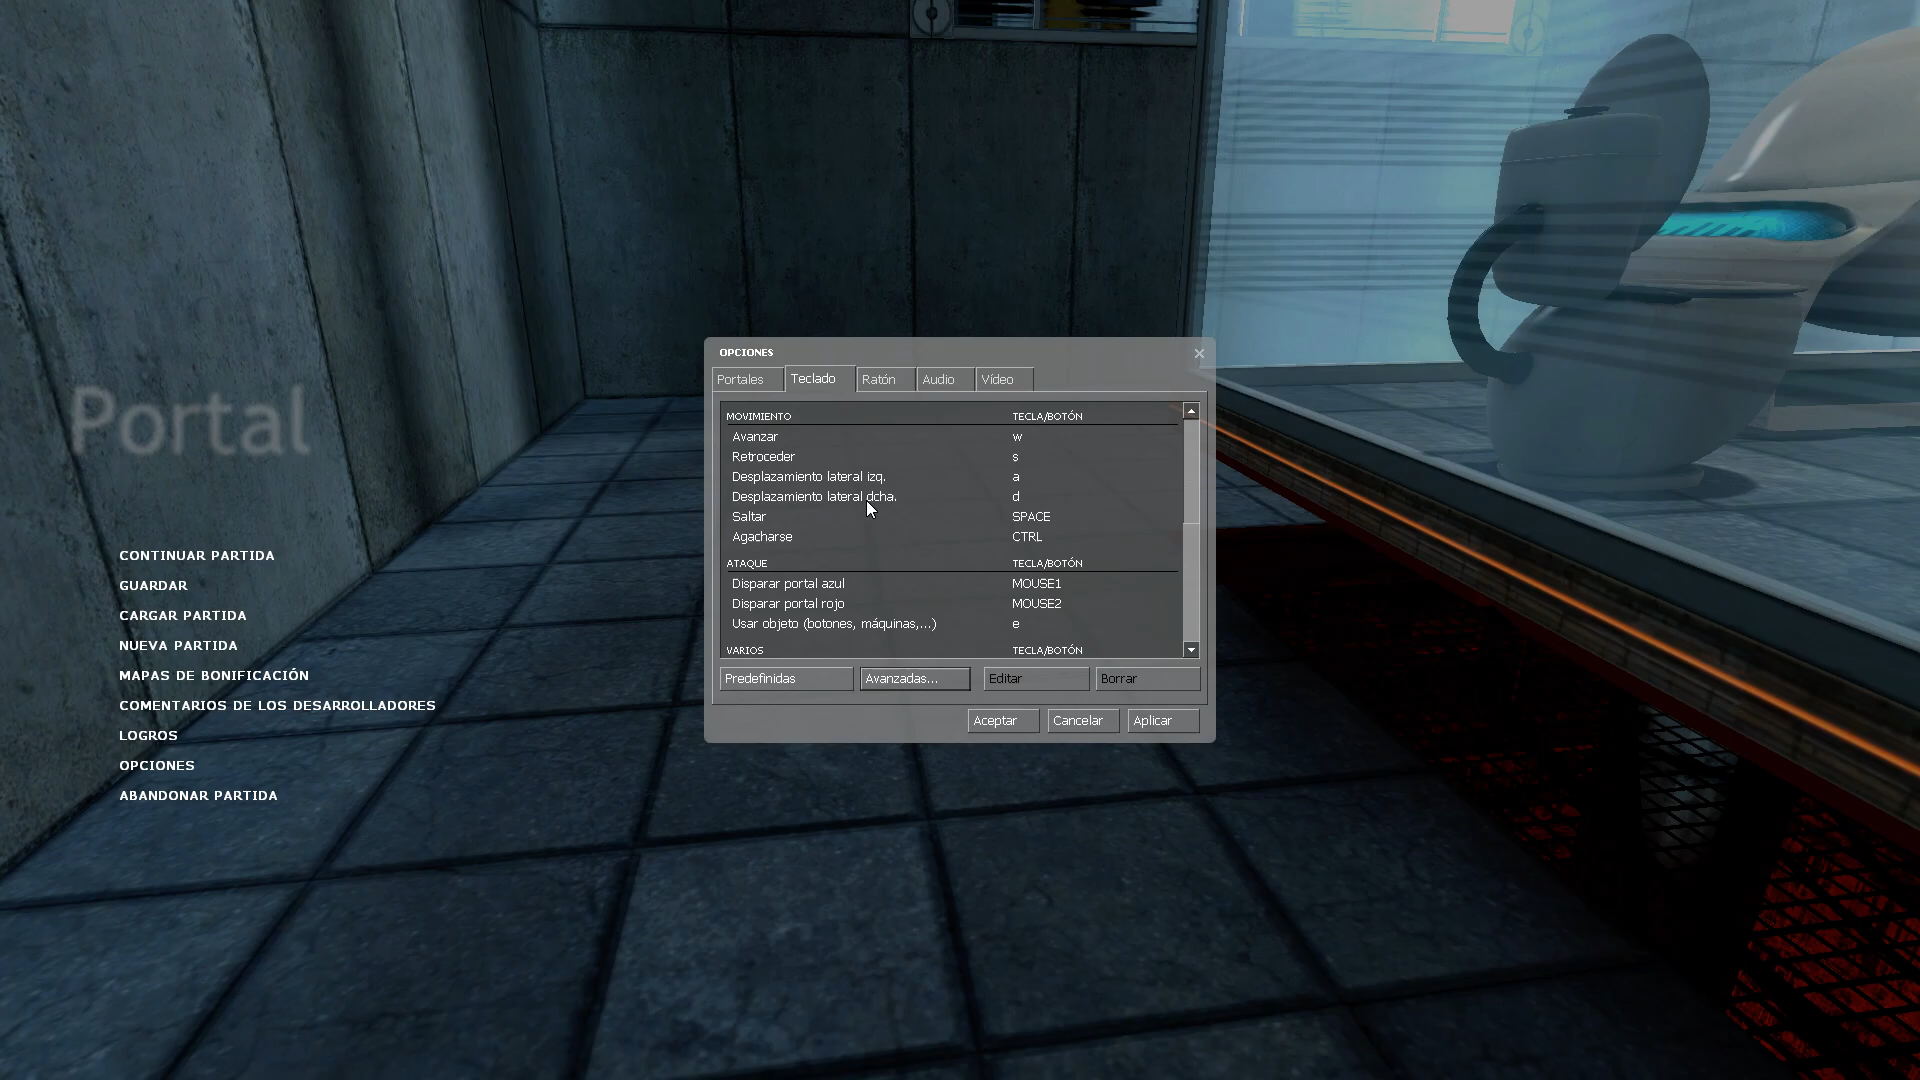 Portal
CONTINUAR PARTIDA
GUARDAR
CARGAR PARTIDA
NUEVA PARTIDA
MAPAS DE BONIFICACIÓN
COMENTARIOS DE LOS DESARROLLADORES
LOGROS
OPCIONES
ABANDONAR PARTIDA
OPCIONES
Portales Teclado Ratón Audio Vídeo
MOVIMIENTO TECLA/BOTÓN
Avanzar w
Retroceder s
Desplazamiento lateral izq. a
Desplazamiento lateral dcha. d
Saltar SPACE
Agacharse CTRL
ATAQUE TECLA/BOTÓN
Disparar portal azul MOUSE1
Disparar portal rojo MOUSE2
Usar objeto (botones, máquinas,...) e
VARIOS TECLA/BOTÓN
Predefinidas Avanzadas... Editar Borrar
Aceptar Cancelar Aplicar